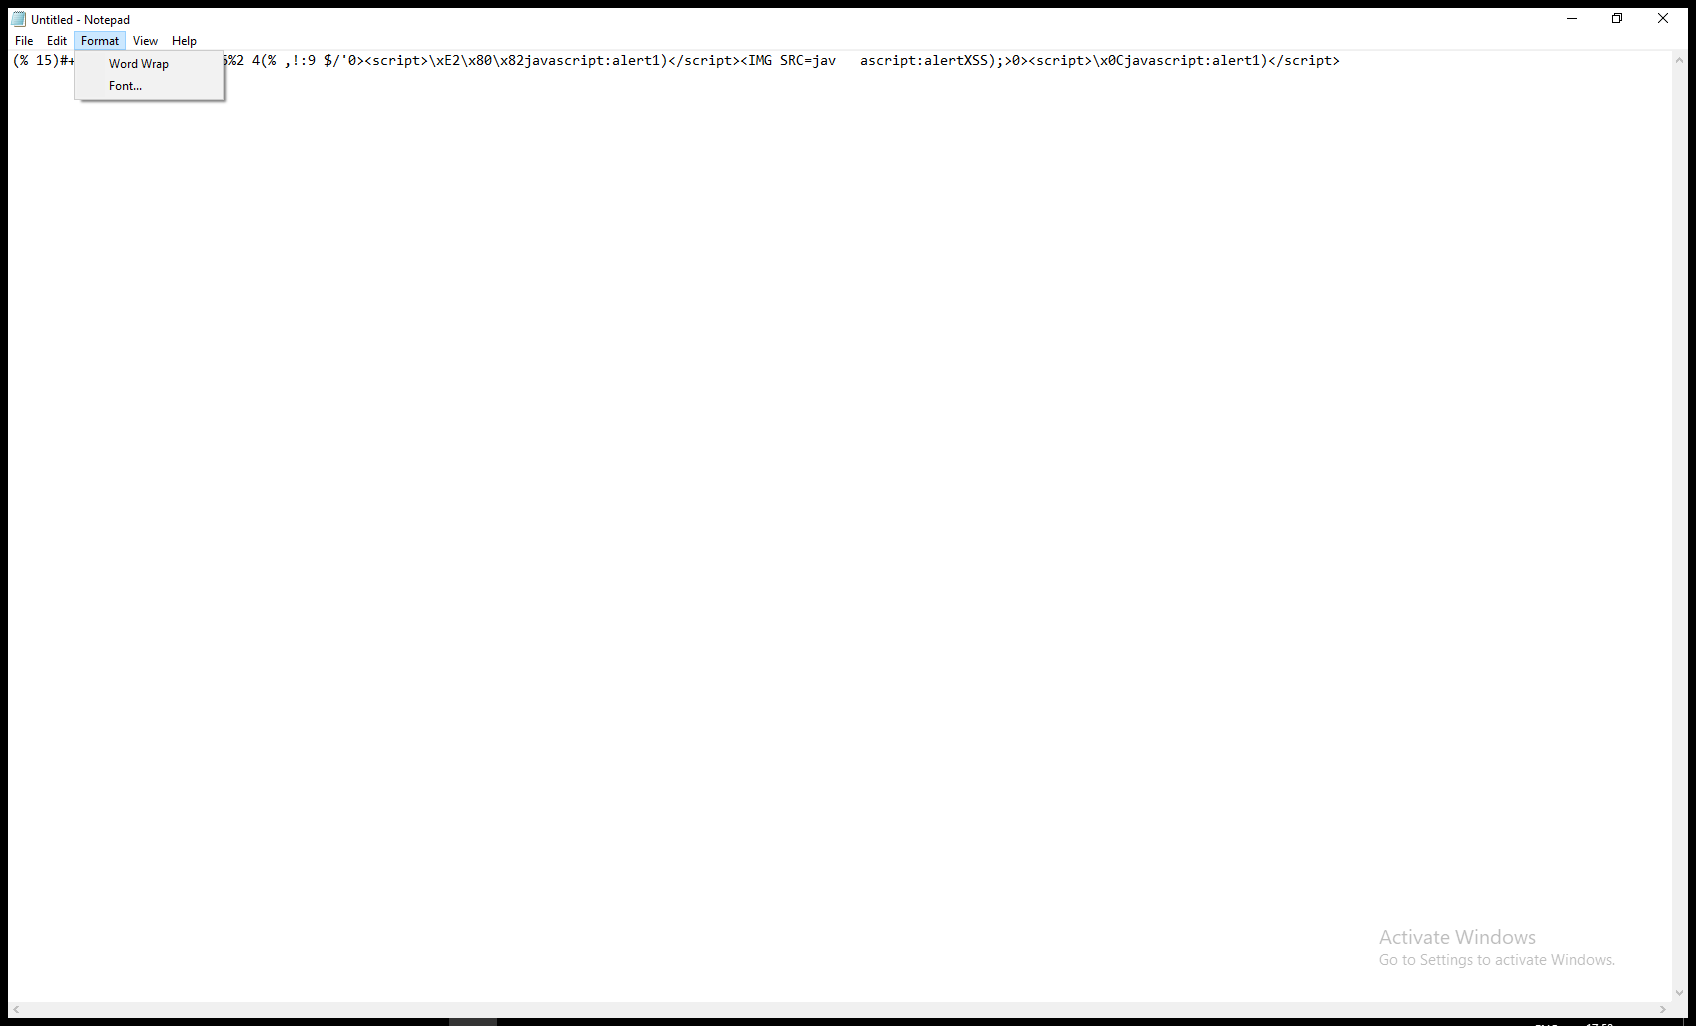 Untitled - Notepad
File Edit Format View Help
(% 15)#+ %2 4(% ,!:9 $/'0><script>\xE2\x80\x82javascript:alert1)</script><IMG SRC=jav ascript:alertXSS);>0><script>\x0Cjavascript:alert1)</script>
Word Wrap
Font...
Activate Windows
Go to Settings to activate Windows.